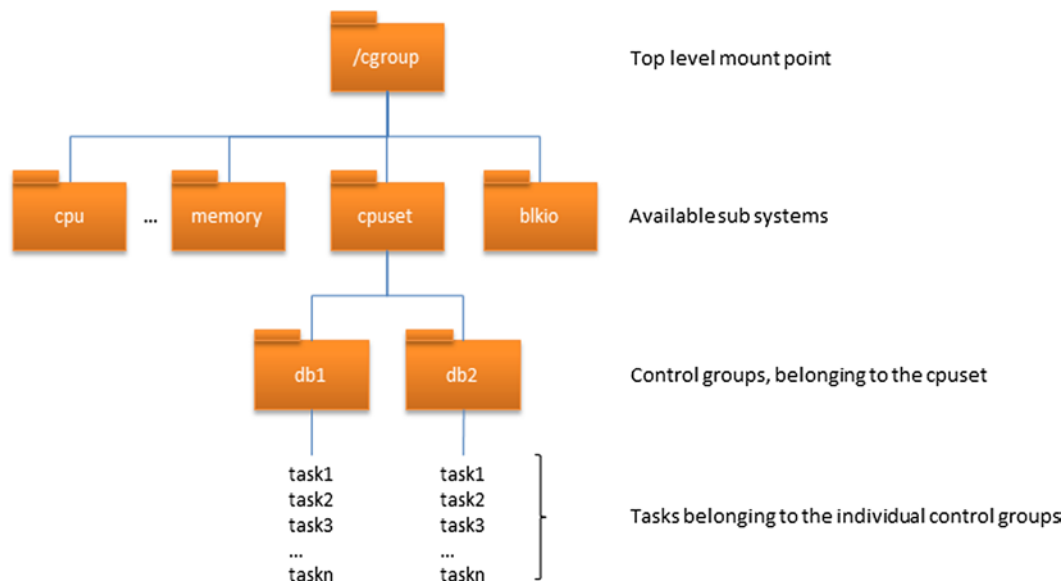 /cgroup
Top level mount point
cpu
...
memory
cpuset
blkio
Available sub systems
db1
db2
Control groups, belonging to the cpuset
task1
task2
task3
...
taskn
task1
task2
task3
...
taskn
Tasks belonging to the individual control groups